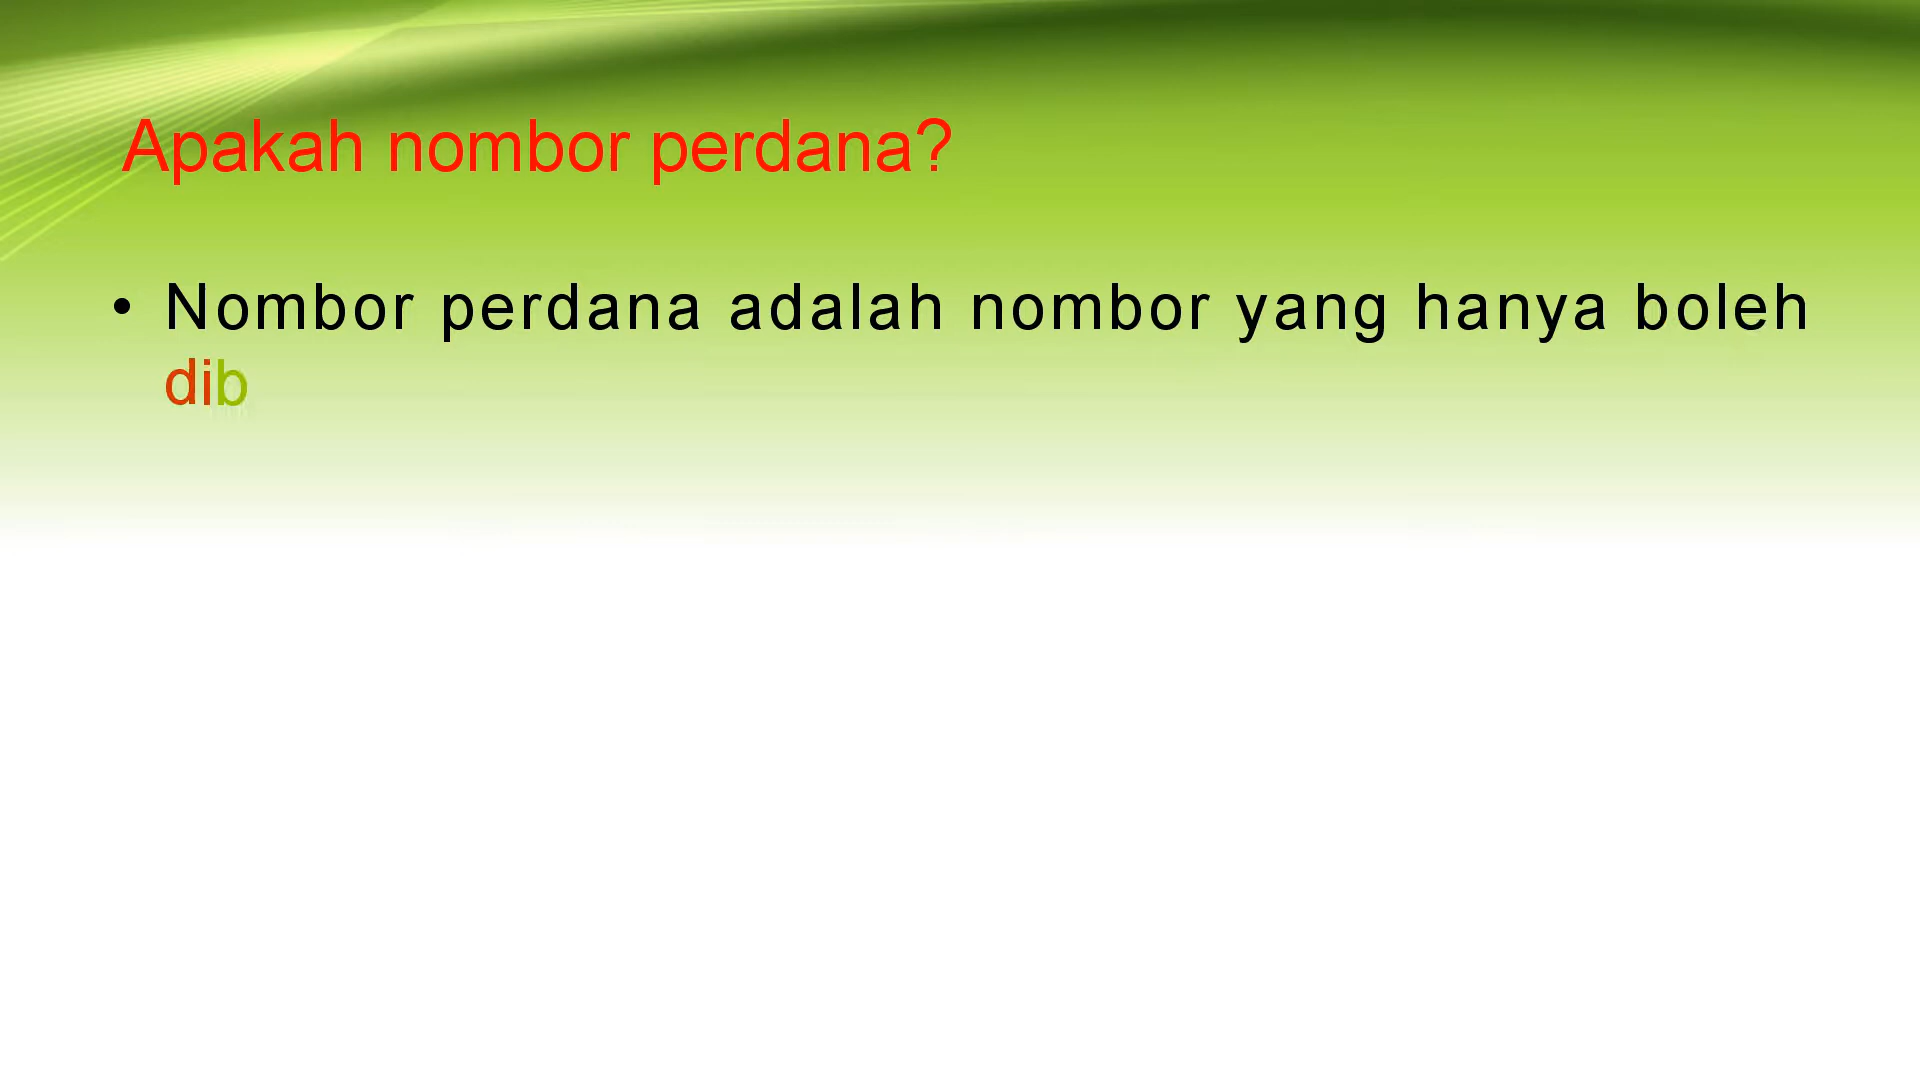 Apakah nombor perdana?
• Nombor perdana adalah nombor yang hanya boleh
dib